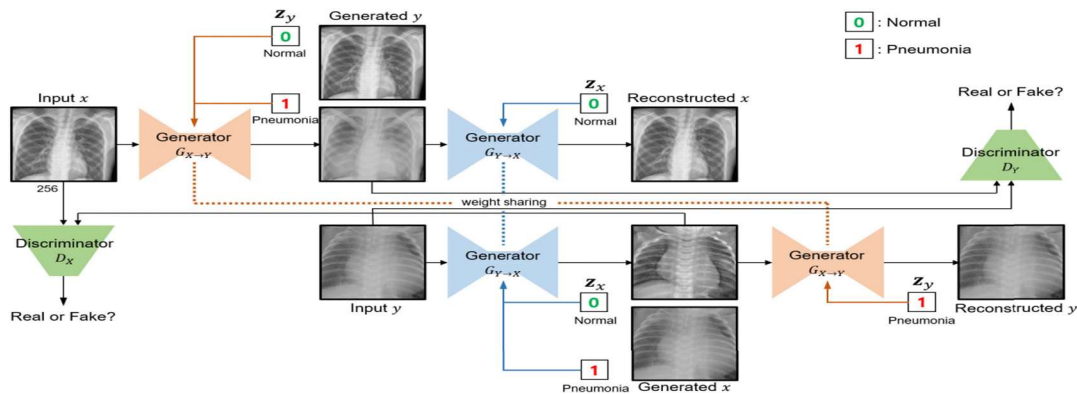 Z_y
Generated y
0 : Normal
0
Normal
1 : Pneumonia
Input x
1
Pneumonia
Z_x
0
Normal
Reconstructed x
Real or Fake?
Generator
G_{X→Y}
Generator
G_{Y→X}
Discriminator
D_Y
256
weight sharing
Discriminator
D_X
Generator
G_{Y→X}
Generator
G_{X→Y}
Input y
Z_x
0
Normal
Z_y
1
Pneumonia
Reconstructed y
Real or Fake?
1
Pneumonia
Generated x